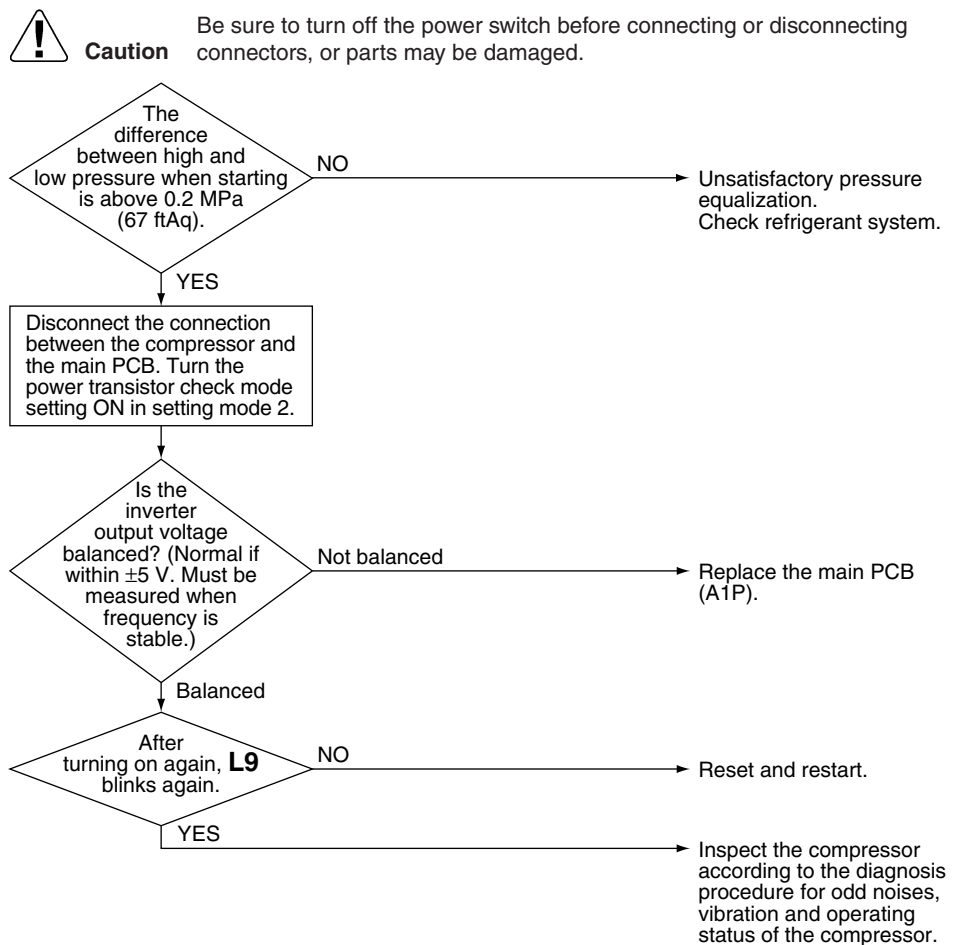 Be sure to turn off the power switch before connecting or disconnecting
Caution connectors, or parts may be damaged.
The
difference
between high and
low pressure when starting
is above 0.2 MPa
(67 ftAq).
NO
Unsatisfactory pressure
equalization.
Check refrigerant system.
YES
Disconnect the connection
between the compressor and
the main PCB. Turn the
power transistor check mode
setting ON in setting mode 2.
Is the
inverter
output voltage
balanced? (Normal if
within ±5 V. Must be
measured when
frequency is
stable.)
Not balanced
Replace the main PCB
(A1P).
Balanced
After
turning on again, L9
blinks again.
NO
Reset and restart.
YES
Inspect the compressor
according to the diagnosis
procedure for odd noises,
vibration and operating
status of the compressor.